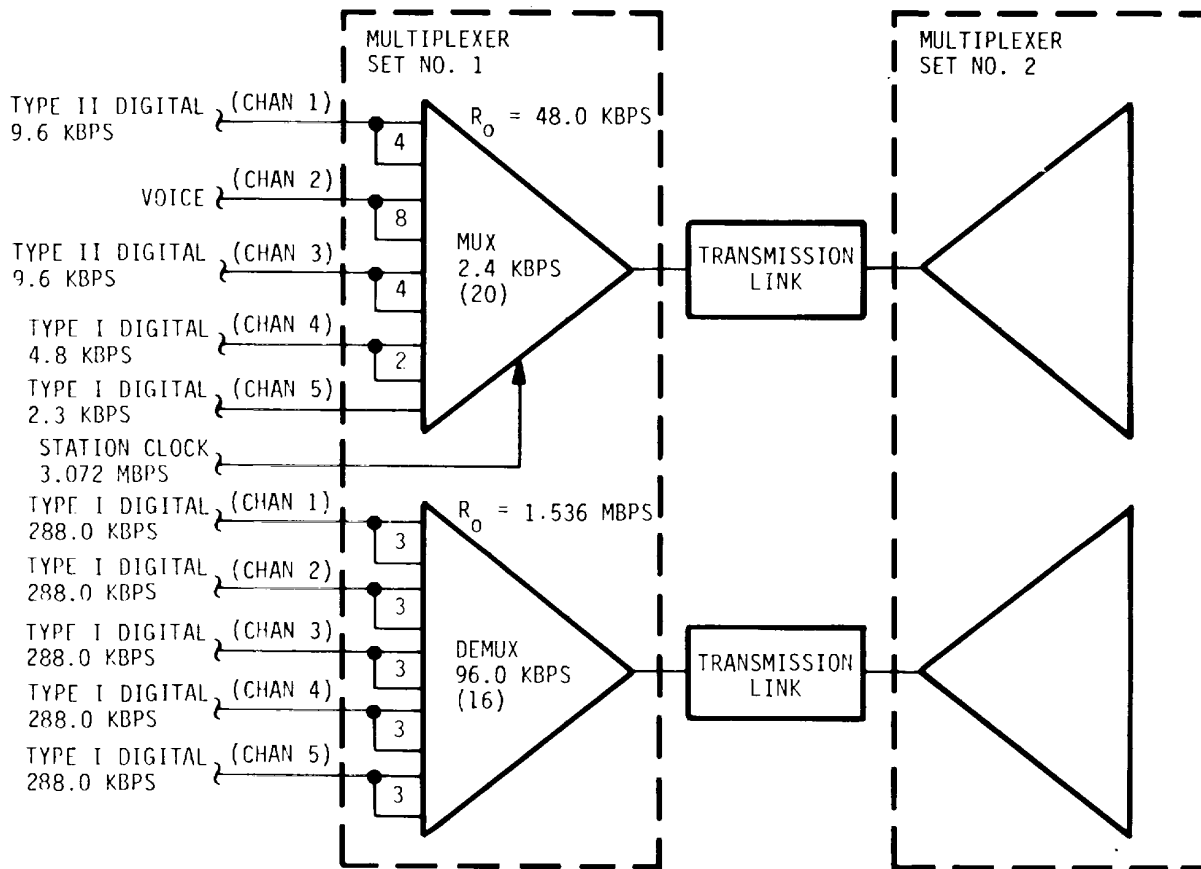 MULTIPLEXER
SET NO. 1
MULTIPLEXER
SET NO. 2
TYPE II DIGITAL (CHAN 1)
9.6 KBPS
4
R₀ = 48.0 KBPS
VOICE (CHAN 2)
8
TYPE II DIGITAL (CHAN 3)
9.6 KBPS
4
MUX
2.4 KBPS
(20)
TRANSMISSION
LINK
TYPE I DIGITAL (CHAN 4)
4.8 KBPS
2
TYPE I DIGITAL (CHAN 5)
2.3 KBPS
STATION CLOCK
3.072 MBPS
TYPE I DIGITAL (CHAN 1)
288.0 KBPS
3
R₀ = 1.536 MBPS
TYPE I DIGITAL (CHAN 2)
288.0 KBPS
3
TYPE I DIGITAL (CHAN 3)
288.0 KBPS
3
DEMUX
96.0 KBPS
(16)
TRANSMISSION
LINK
TYPE I DIGITAL (CHAN 4)
288.0 KBPS
3
TYPE I DIGITAL (CHAN 5)
288.0 KBPS
3